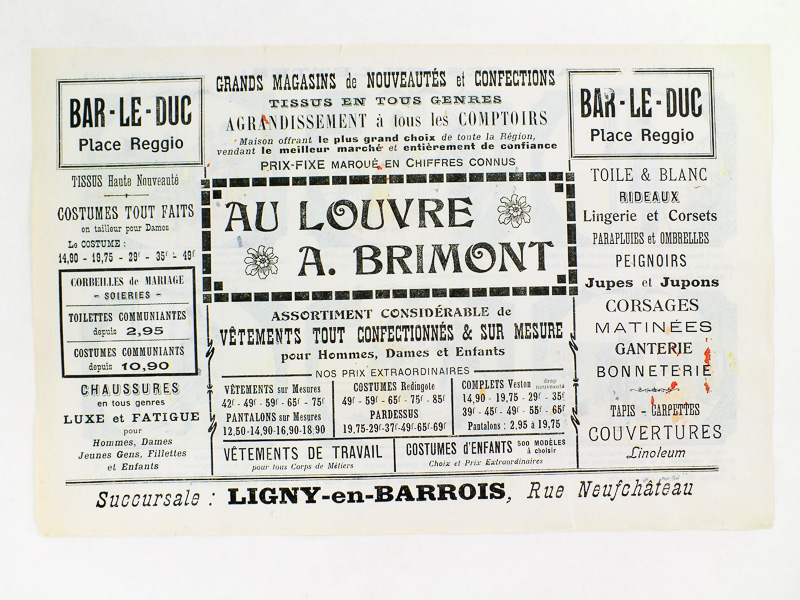 BAR-LE-DUC
Place Reggio
TISSUS Haute Nouveauté
COSTUMES TOUT FAITS
en tailleur pour Dames
LE COSTUME :
14,90 - 19,75 - 29f - 35f - 49f
CORBEILLES DE MARIAGE
- SOIERIES -
TOILETTES COMMUNIANTES
depuis 2,95
COSTUMES COMMUNIANTS
depuis 10,90
CHAUSSURES
en tous genres
LUXE et FATIGUE
pour
Hommes, Dames
Jeunes Gens, Fillettes
et Enfants
GRANDS MAGASINS de NOUVEAUTÉS et CONFECTIONS
TISSUS EN TOUS GENRES
AGRANDISSEMENT à tous les COMPTOIRS
Maison offrant le plus grand choix de toute la Région,
vendant le meilleur marché et entièrement de confiance
PRIX-FIXE MARQUÉ EN CHIFFRES CONNUS
AU LOUVRE
A. BRIMONT
ASSORTIMENT CONSIDÉRABLE de
VÊTEMENTS TOUT CONFECTIONNÉS & SUR MESURE
pour Hommes, Dames et Enfants
NOS PRIX EXTRAORDINAIRES
VÊTEMENTS sur Mesures
42f - 49f - 59f - 65f - 75f
PANTALONS sur Mesures
12,50-14,90-16,90-18,90
COSTUMES Redingote
49f - 59f - 65f - 75f - 85f
PARDESSUS
19,75-29f-37f-49f-65f-69f
COMPLETS Veston drap nouveauté
14,90 - 19,75 - 29f - 35f
39f - 45f - 49f - 55f - 65f
Pantalons : 2,95 à 19,75
VÊTEMENTS DE TRAVAIL
pour tous Corps de Métiers
COSTUMES D'ENFANTS 500 MODÈLES à choisir
Choix et Prix Extraordinaires
BAR-LE-DUC
Place Reggio
TOILE & BLANC
RIDEAUX
Lingerie et Corsets
PARAPLUIES et OMBRELLES
PEIGNOIRS
Jupes et Jupons
CORSAGES
MATINÉES
GANTERIE
BONNETERIE
TAPIS - CARPETTES
COUVERTURES
Linoleum
Succursale : LIGNY-en-BARROIS, Rue Neufchâteau